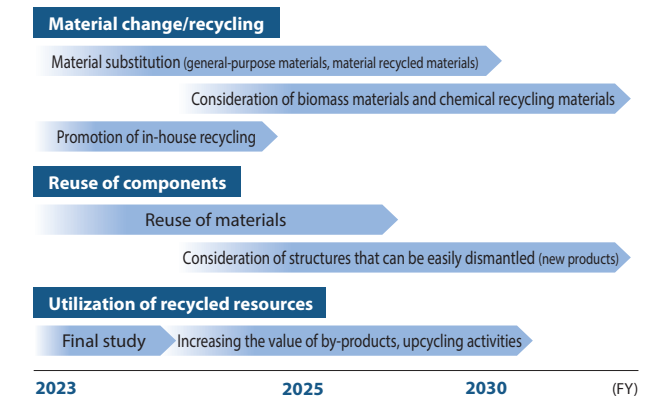 Material change/recycling
Material substitution (general-purpose materials, material recycled materials)
Consideration of biomass materials and chemical recycling materials
Promotion of in-house recycling
Reuse of components
Reuse of materials
Consideration of structures that can be easily dismantled (new products)
Utilization of recycled resources
Final study Increasing the value of by-products, upcycling activities
2023 2025 2030 (FY)